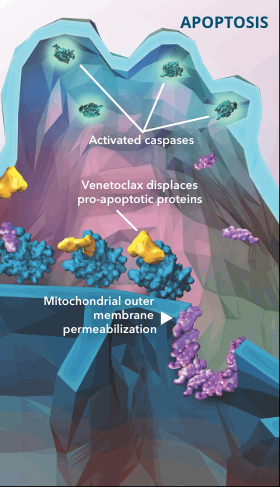 APOPTOSIS
Activated caspases
Venetoclax displaces
pro-apoptotic proteins
Mitochondrial outer
membrane
permeabilization